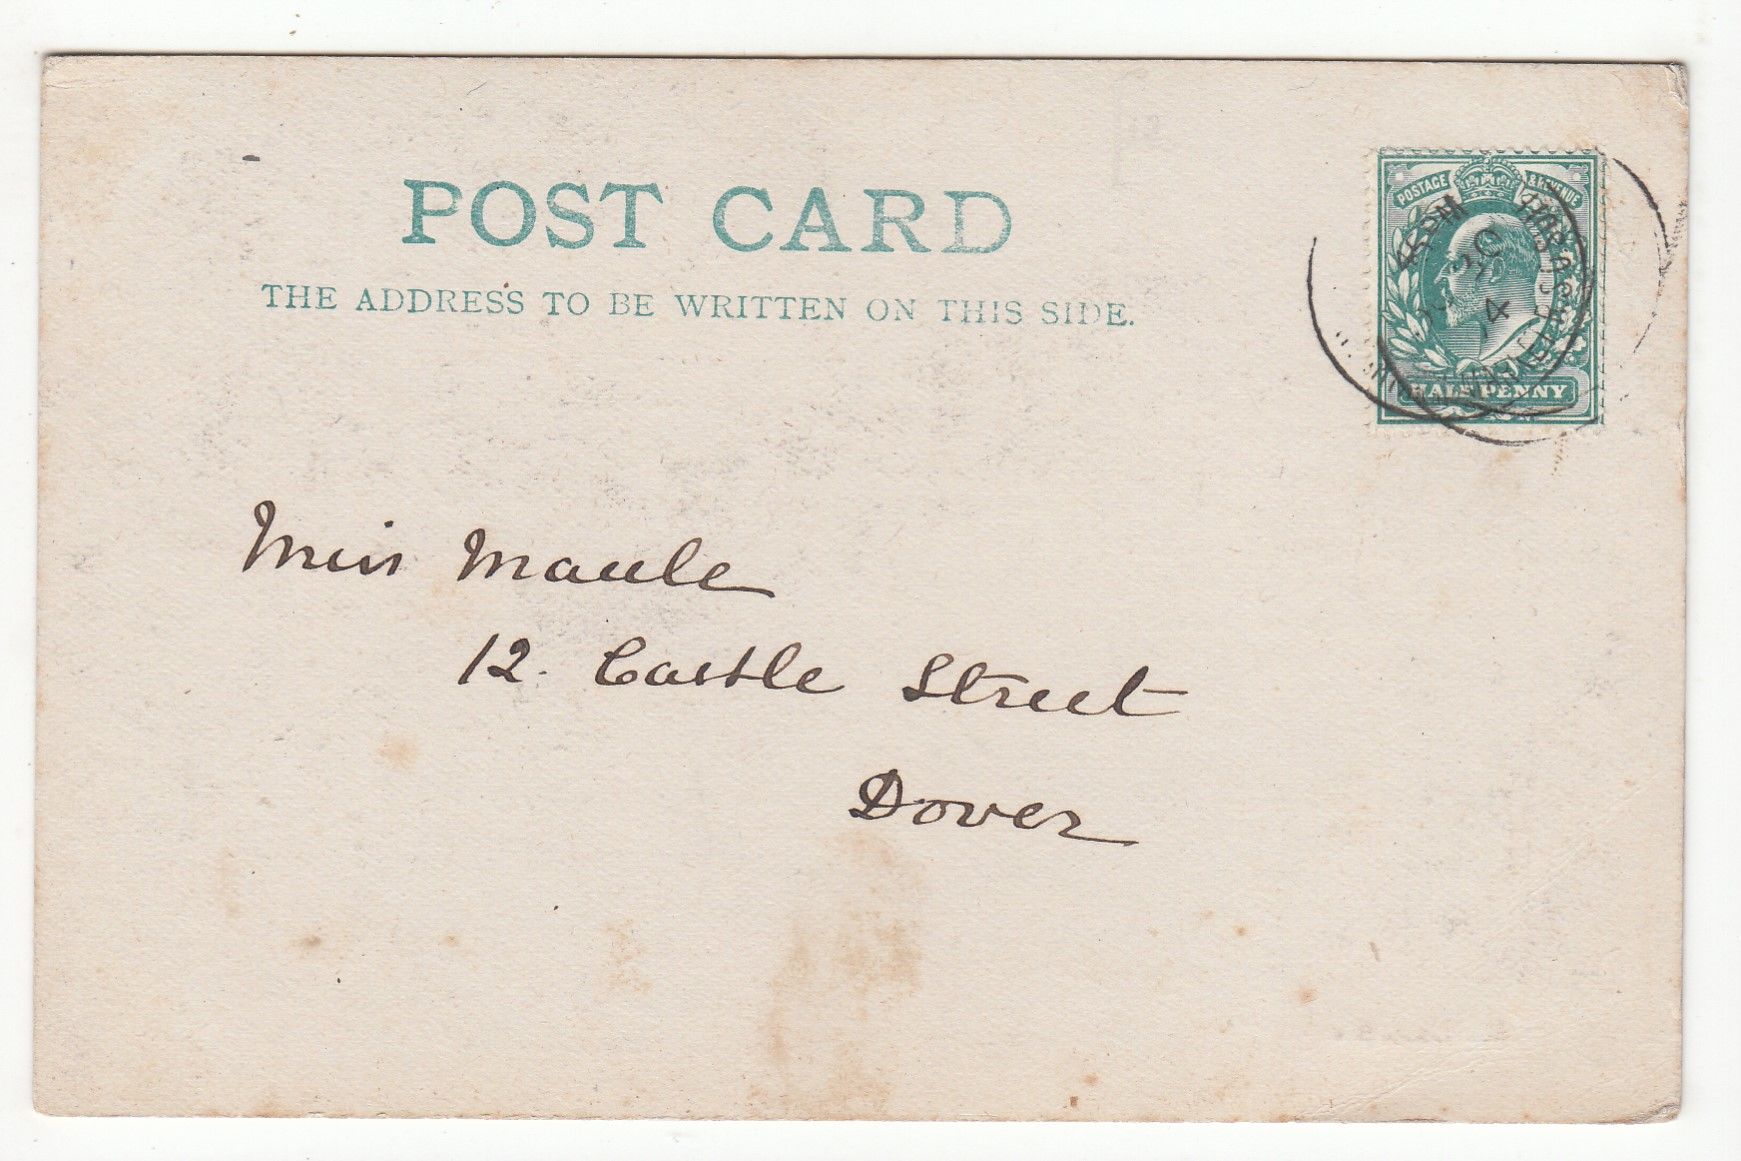 POST CARD
THE ADDRESS TO BE WRITTEN ON THIS SIDE.
POSTAGE & REVENUE
HALFPENNY
Miss Maule
12. Castle Street
Dover